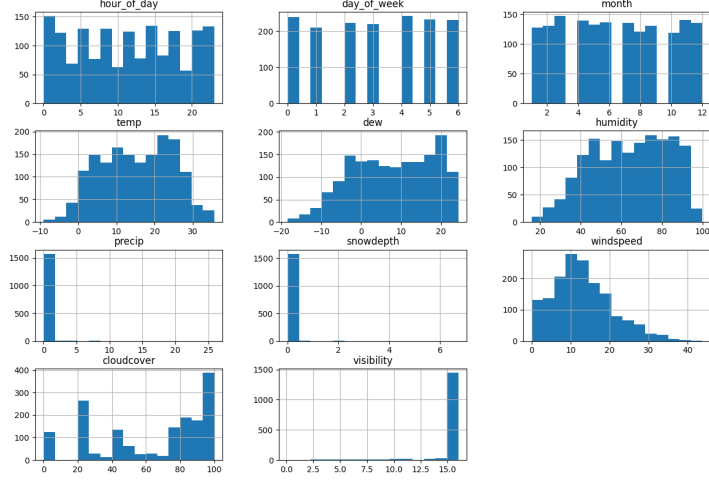 hour_of_day
150
100
50
0
0 5 10 15 20
day_of_week
200
100
0
0 1 2 3 4 5 6
month
150
100
50
0
2 4 6 8 10 12
temp
200
150
100
50
0
−10 0 10 20 30
dew
200
150
100
50
0
−20 −10 0 10 20
humidity
150
100
50
0
20 40 60 80 100
precip
1500
1000
500
0
0 5 10 15 20 25
snowdepth
1500
1000
500
0
0 2 4 6
windspeed
200
100
0
0 10 20 30 40
cloudcover
400
300
200
100
0
0 20 40 60 80 100
visibility
1500
1000
500
0
0.0 2.5 5.0 7.5 10.0 12.5 15.0